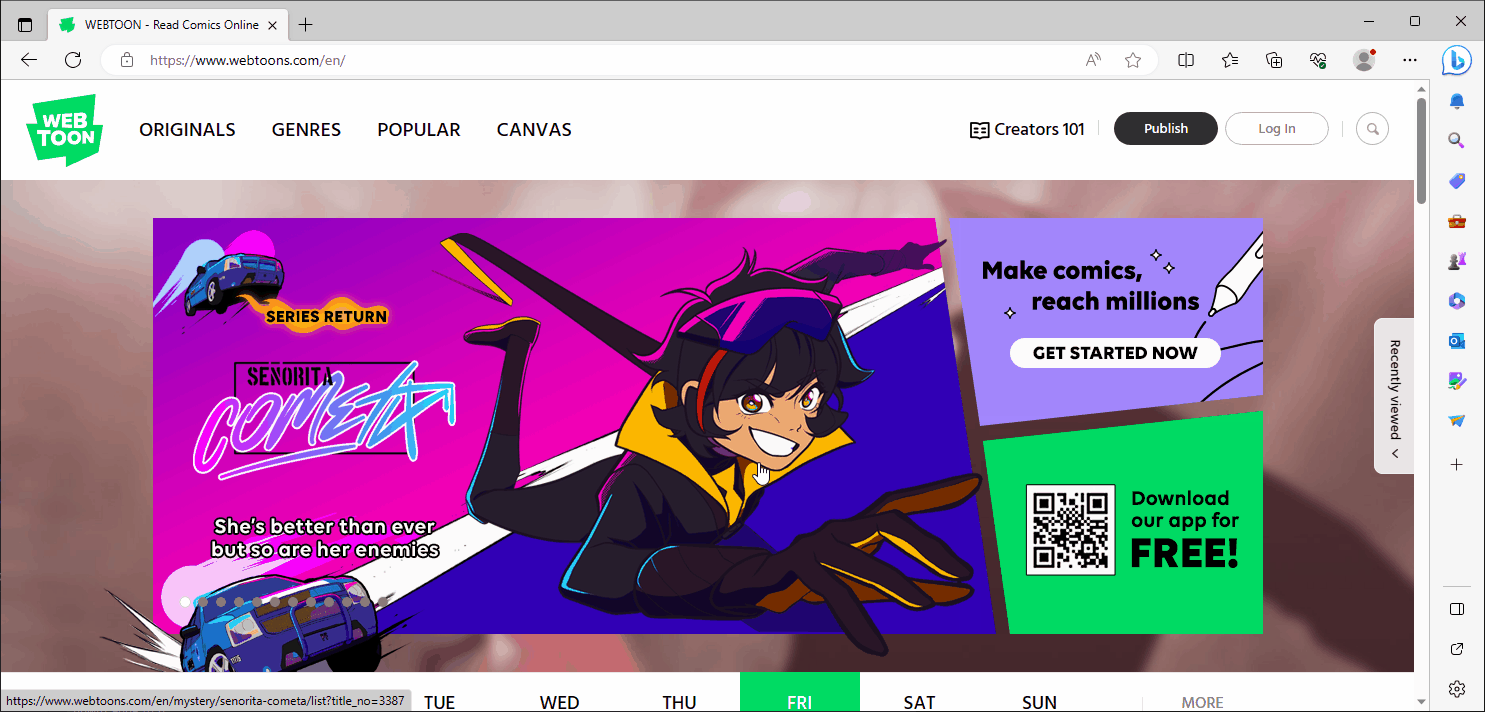 WEBTOON - Read Comics Online
https://www.webtoons.com/en/
WEB
TOON
ORIGINALS
GENRES
POPULAR
CANVAS
Creators 101
Publish
Log In
SERIES RETURN
SEÑORITA
COMETA
She's better than ever
but so are her enemies
Make comics,
reach millions
GET STARTED NOW
Download
our app for
FREE!
Recently viewed
https://www.webtoons.com/en/mystery/senorita-cometa/list?title_no=3387
TUE
WED
THU
FRI
SAT
SUN
MORE